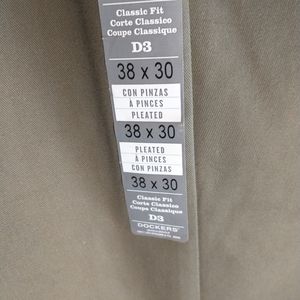 Classic Fit
Corte Classico
Coupe Classique
D3
38 x 30
CON PINZAS
À PINCES
PLEATED
38 x 30
PLEATED
À PINCES
CON PINZAS
38 x 30
Classic Fit
Corte Classico
Coupe Classique
D3
DOCKERS